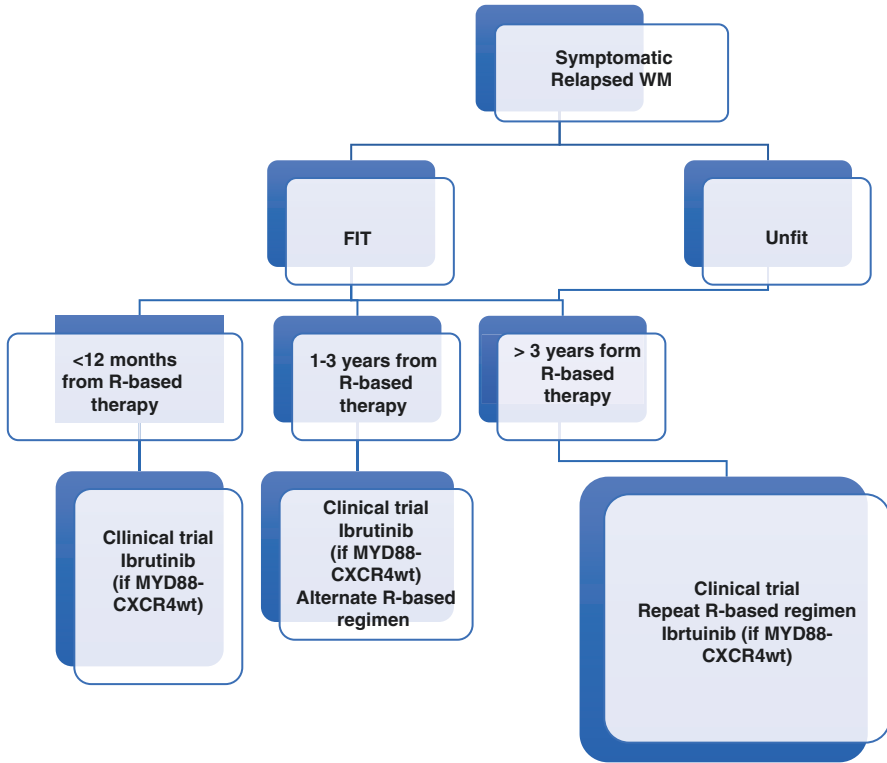 Symptomatic
Relapsed WM
FIT
Unfit
<12 months
from R-based
therapy
1-3 years from
R-based
therapy
> 3 years form
R-based
therapy
Cllinical trial
Ibrutinib
(if MYD88-
CXCR4wt)
Clinical trial
Ibrutinib
(if MYD88-
CXCR4wt)
Alternate R-based
regimen
Clinical trial
Repeat R-based regimen
Ibrtuinib (if MYD88-
CXCR4wt)